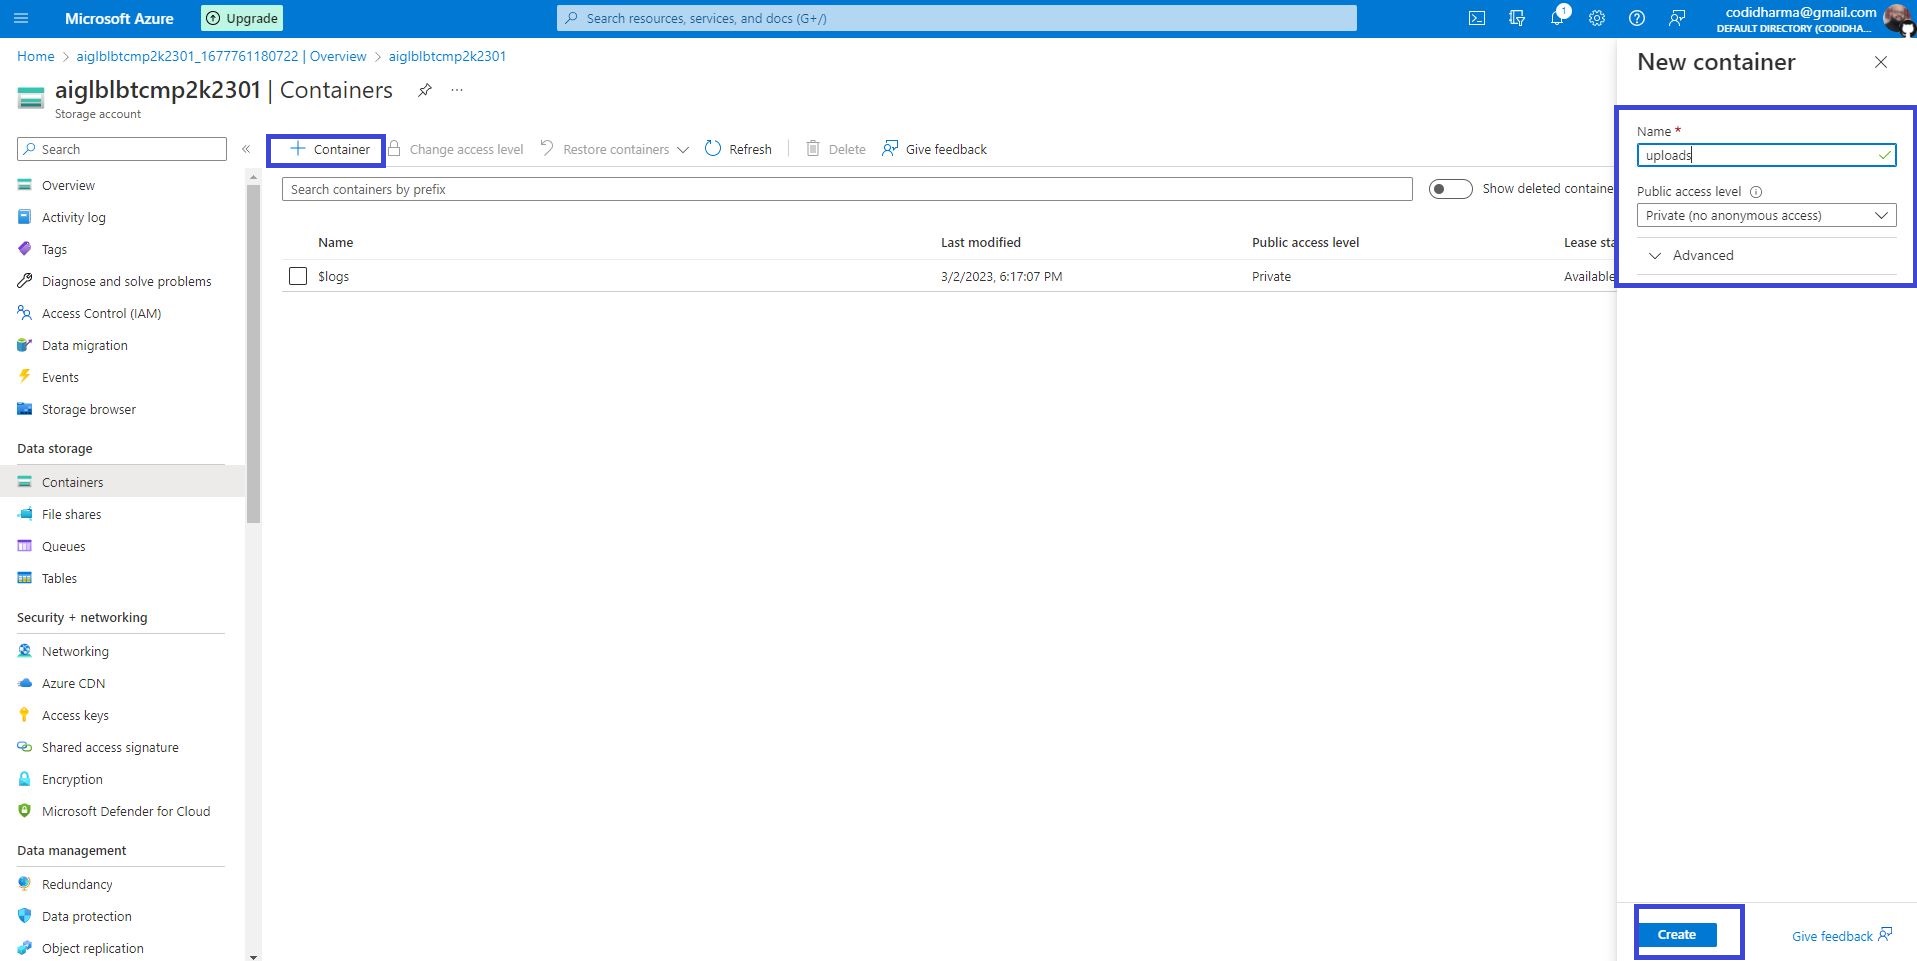 Microsoft Azure
Upgrade
Search resources, services, and docs (G+/)
1
codidharma@gmail.com
DEFAULT DIRECTORY (CODIDHA...
Home > aiglblbtcmp2k2301_1677761180722 | Overview > aiglblbtcmp2k2301
aiglblbtcmp2k2301 | Containers
...
Storage account
Search
«
Container
Change access level
Restore containers
Refresh
Delete
Give feedback
Search containers by prefix
Show deleted containe
Name
Last modified
Public access level
Lease sta
$logs
3/2/2023, 6:17:07 PM
Private
Available
Overview
Activity log
Tags
Diagnose and solve problems
Access Control (IAM)
Data migration
Events
Storage browser
Data storage
Containers
File shares
Queues
Tables
Security + networking
Networking
Azure CDN
Access keys
Shared access signature
Encryption
Microsoft Defender for Cloud
Data management
Redundancy
Data protection
Object replication
New container
Name *
uploads
Public access level
Private (no anonymous access)
Advanced
Create
Give feedback